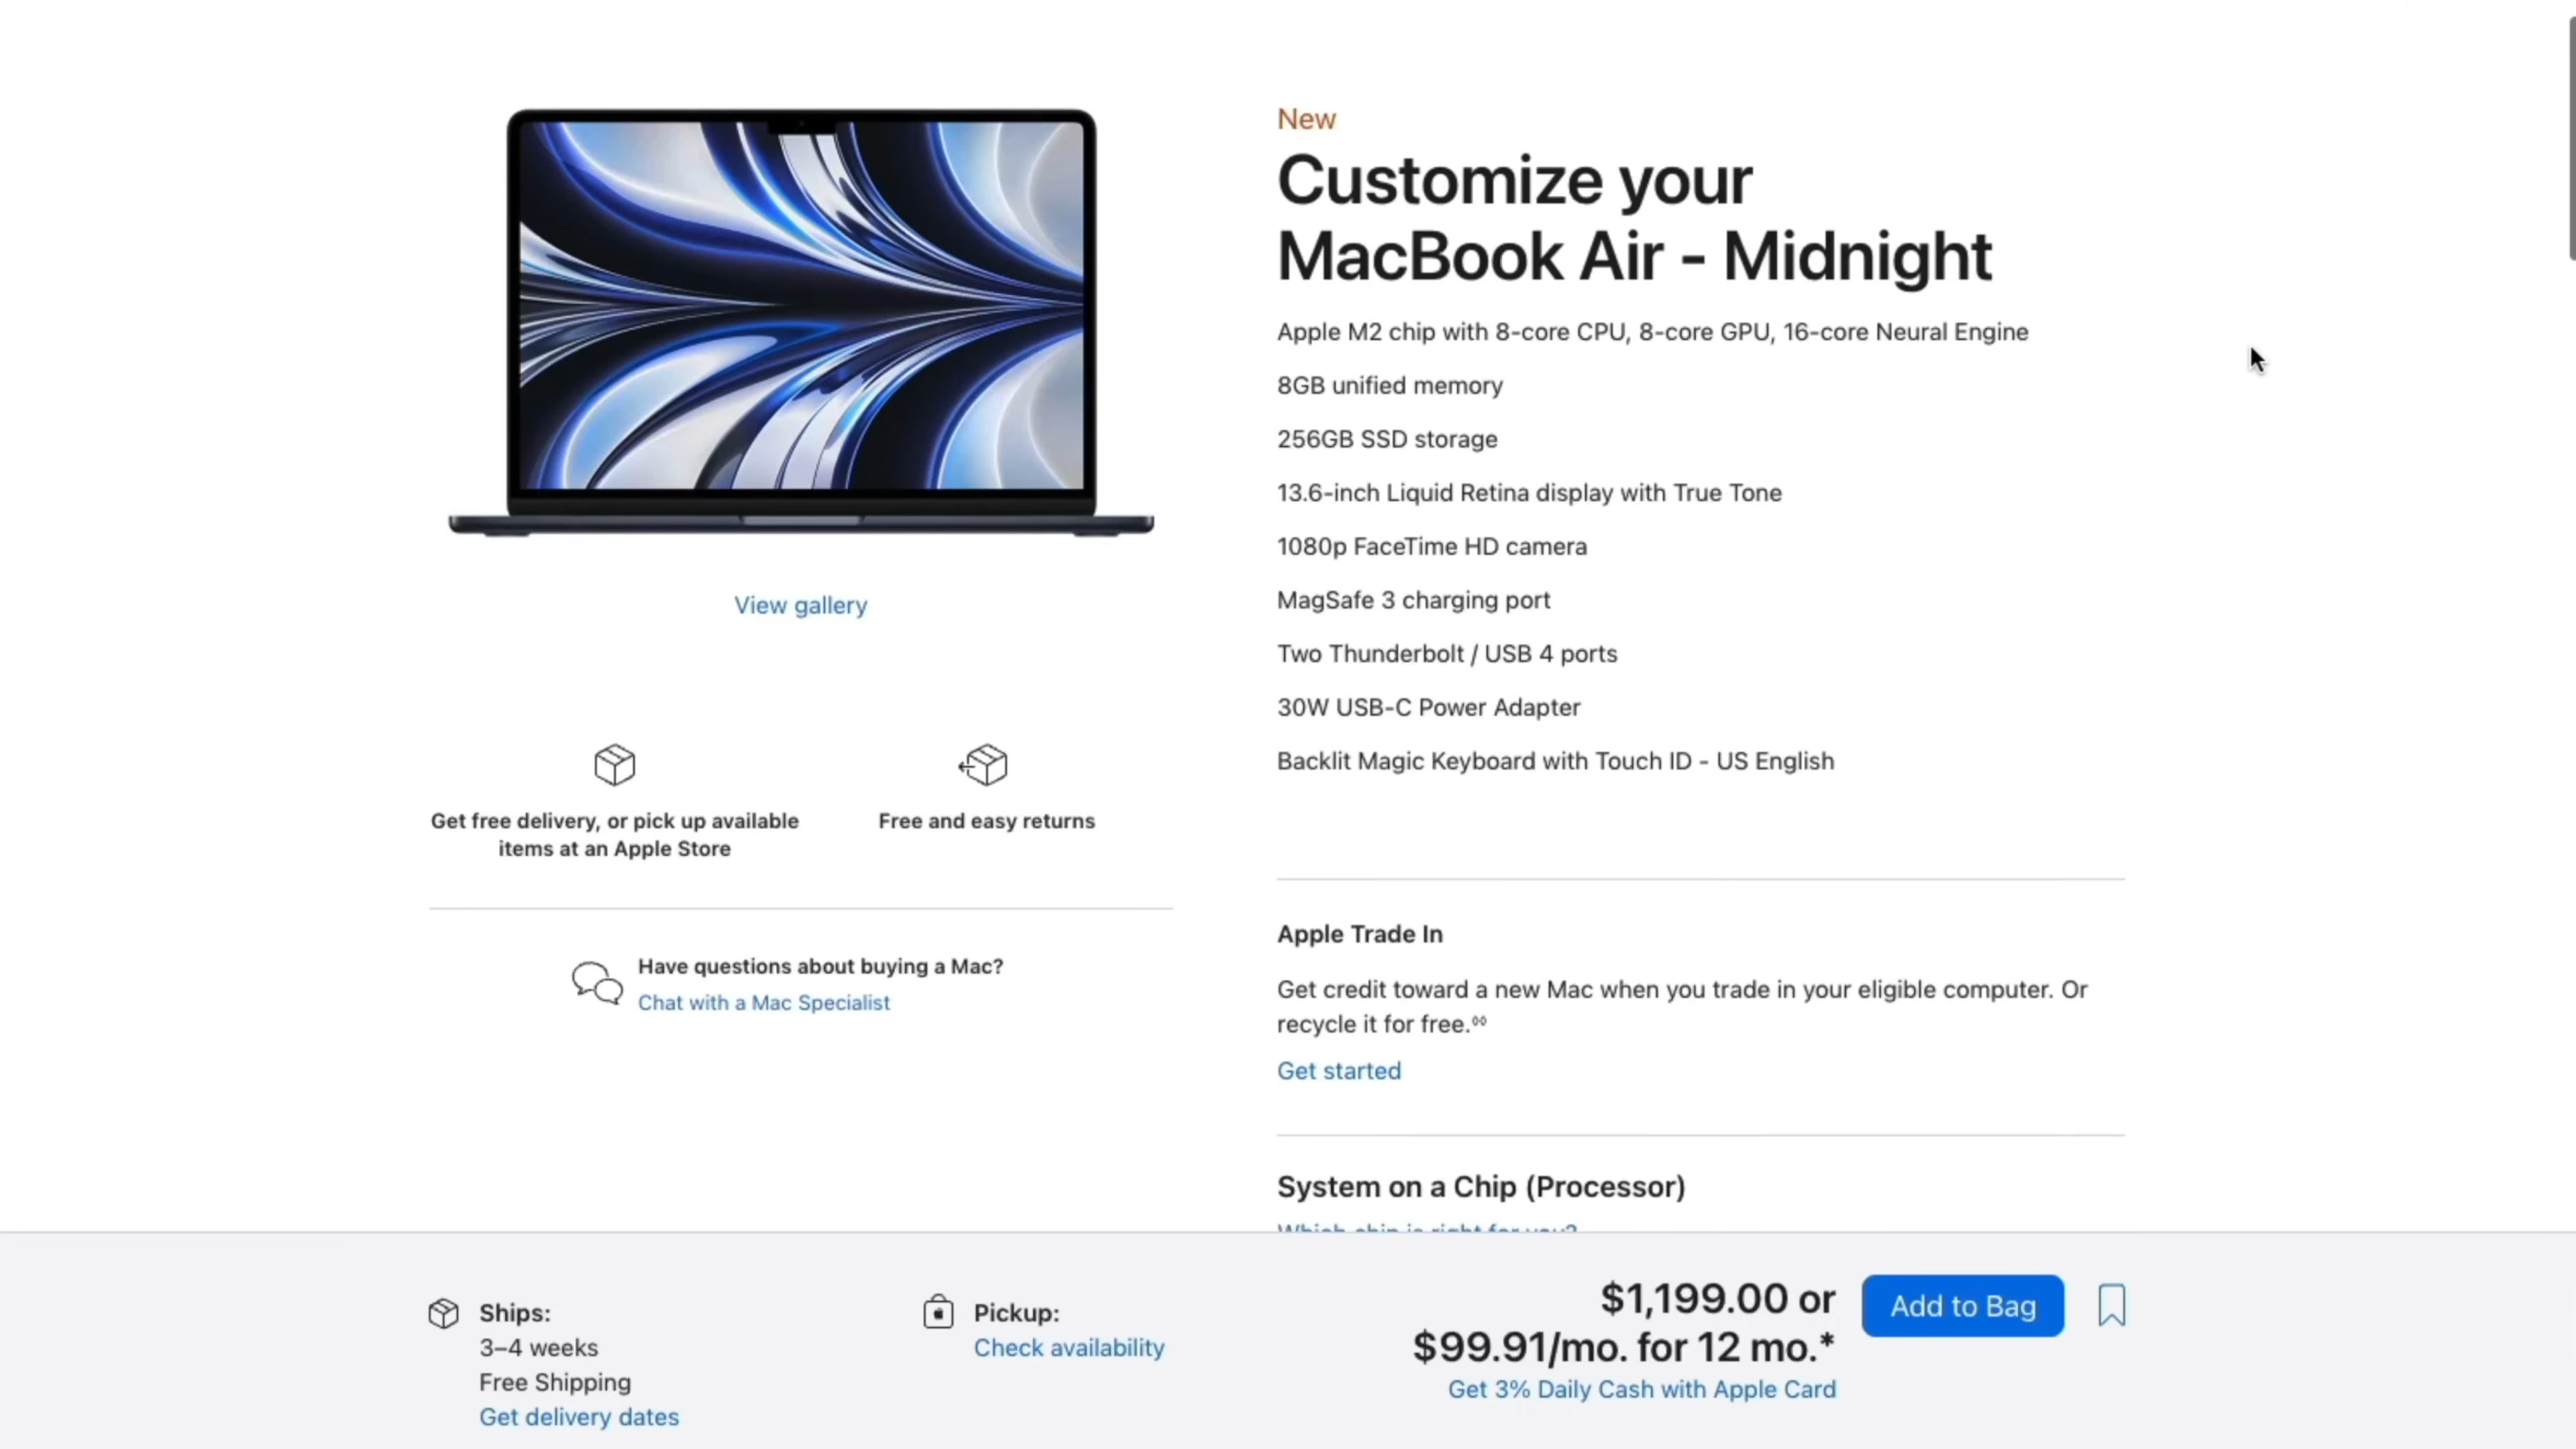 New
Customize your
MacBook Air - Midnight
Apple M2 chip with 8-core CPU, 8-core GPU, 16-core Neural Engine
8GB unified memory
256GB SSD storage
13.6-inch Liquid Retina display with True Tone
1080p FaceTime HD camera
MagSafe 3 charging port
Two Thunderbolt / USB 4 ports
30W USB-C Power Adapter
Backlit Magic Keyboard with Touch ID - US English
View gallery
Get free delivery, or pick up available
items at an Apple Store
Free and easy returns
Have questions about buying a Mac?
Chat with a Mac Specialist
Apple Trade In
Get credit toward a new Mac when you trade in your eligible computer. Or
recycle it for free.◊◊
Get started
System on a Chip (Processor)
Which chip is right for you?
Ships:
3–4 weeks
Free Shipping
Get delivery dates
Pickup:
Check availability
$1,199.00 or
$99.91/mo. for 12 mo.*
Get 3% Daily Cash with Apple Card
Add to Bag